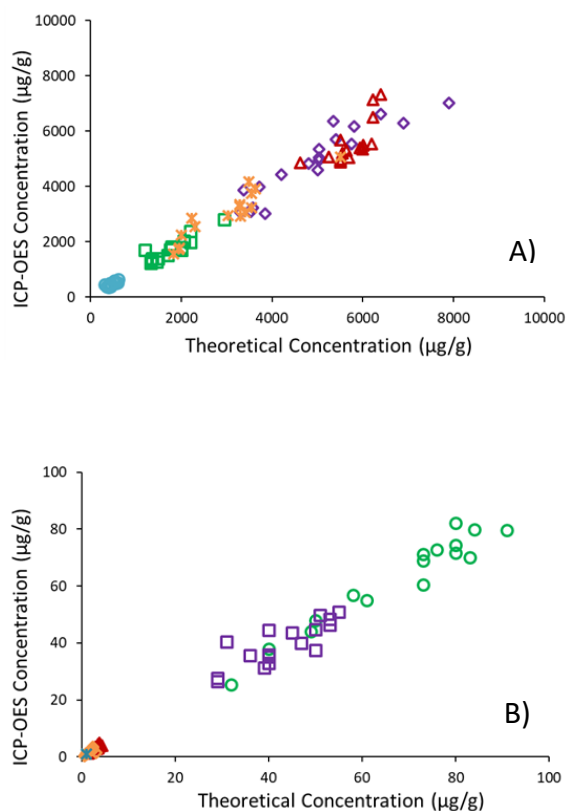 10000
8000
6000
4000
2000
0
ICP-OES Concentration (µg/g)
A)
0 2000 4000 6000 8000 10000
Theoretical Concentration (µg/g)
100
80
60
40
20
0
ICP-OES Concentration (µg/g)
B)
0 20 40 60 80 100
Theoretical Concentration (µg/g)